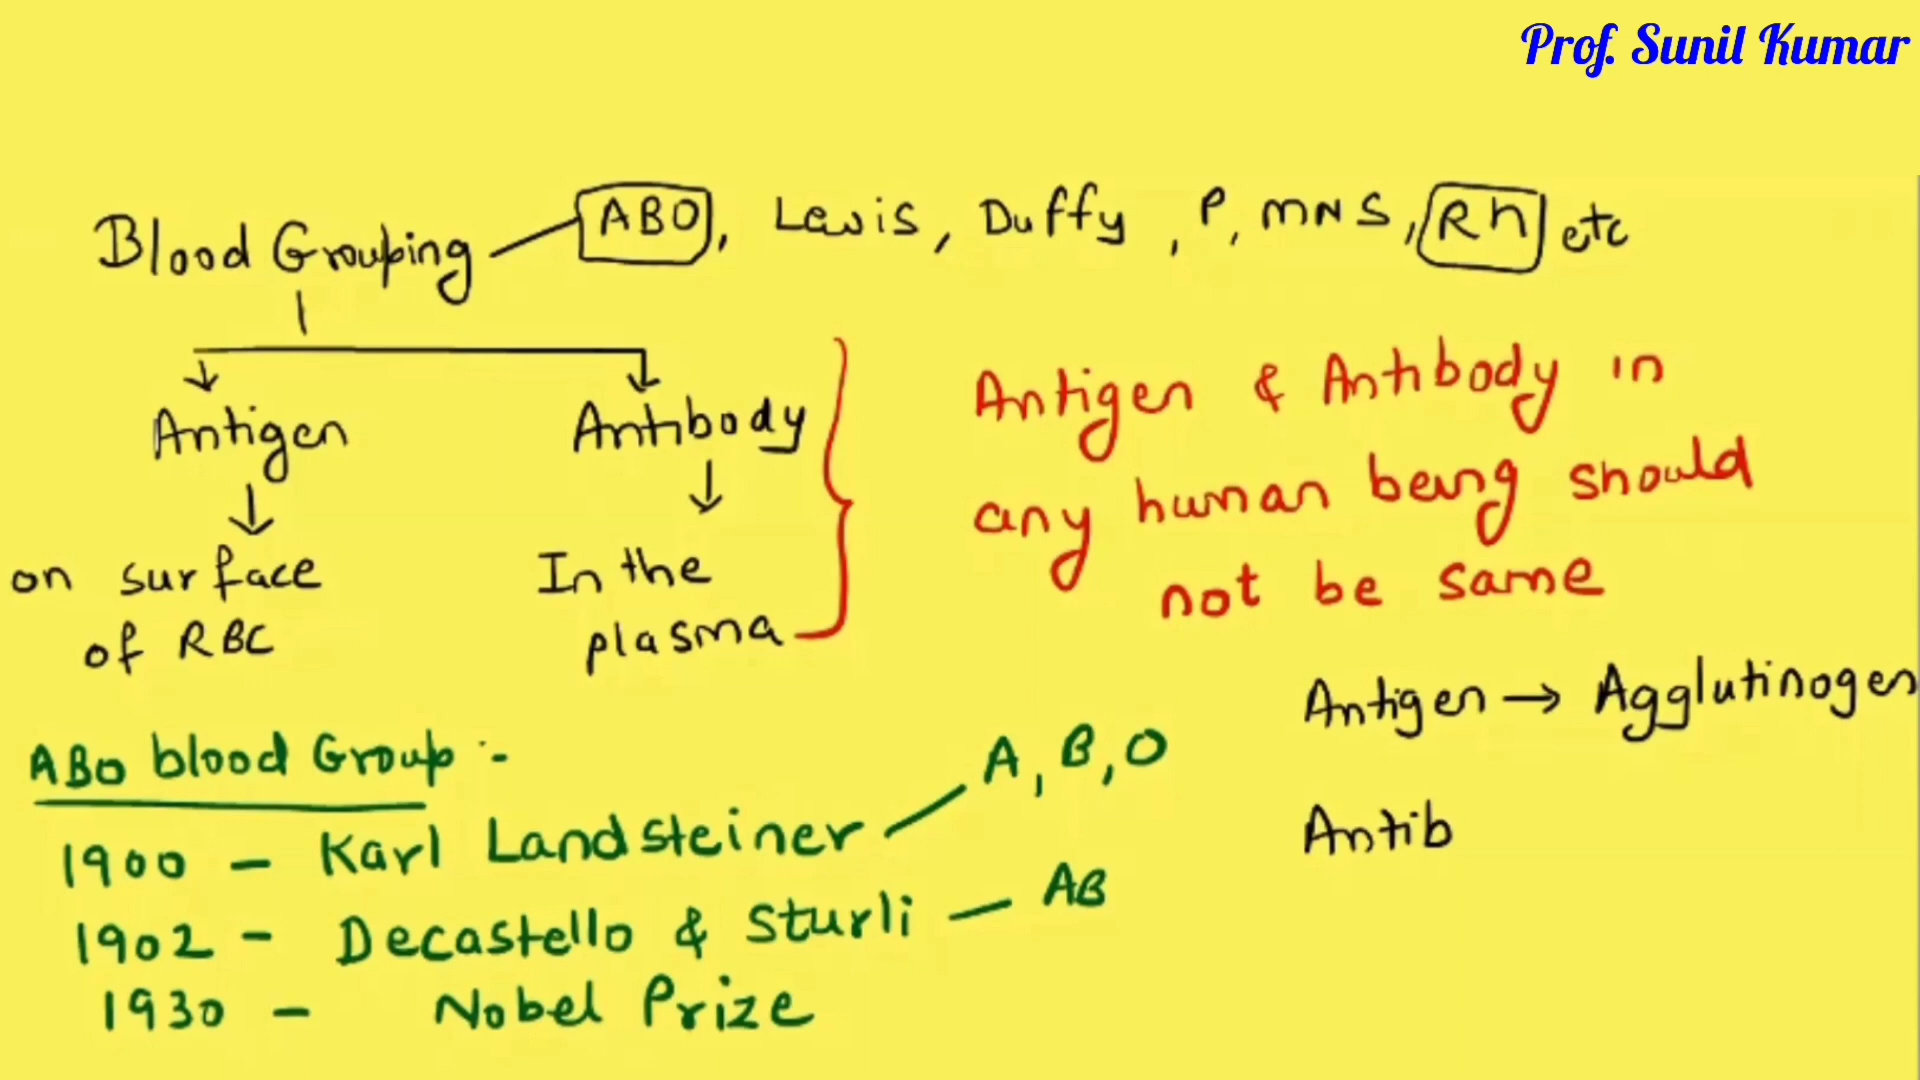 Prof. Sunil Kumar
Blood Grouping — ABO, Lewis, Duffy, P, MNS, Rh etc
Antigen Antibody
on surface of RBC
In the plasma
Antigen & Antibody in
any human being should
not be same
Antigen → Agglutinogen
Antib
ABO blood Group :-
1900 - Karl Landsteiner — A, B, O
1902 - Decastello & Sturli — AB
1930 - Nobel Prize